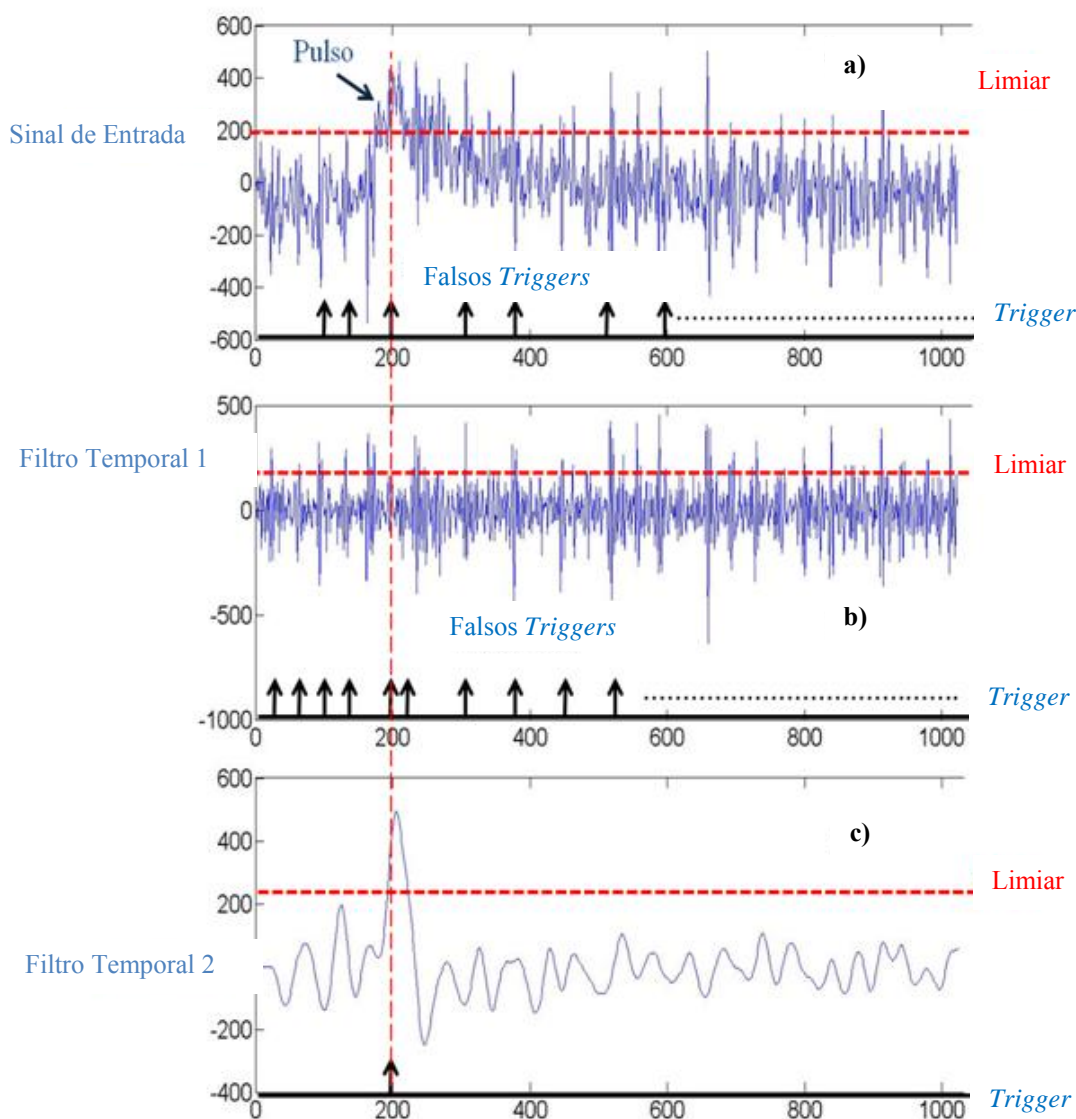 600
a)
Pulso
400
Limiar
Sinal de Entrada
200
0
-200
Falsos Triggers
-400
Trigger
-600
0 200 400 600 800 1000
500
Filtro Temporal 1
Limiar
0
-500
Falsos Triggers
b)
Trigger
-1000
0 200 400 600 800 1000
600
c)
400
Limiar
200
Filtro Temporal 2
-200
-400
Trigger
0 200 400 600 800 1000